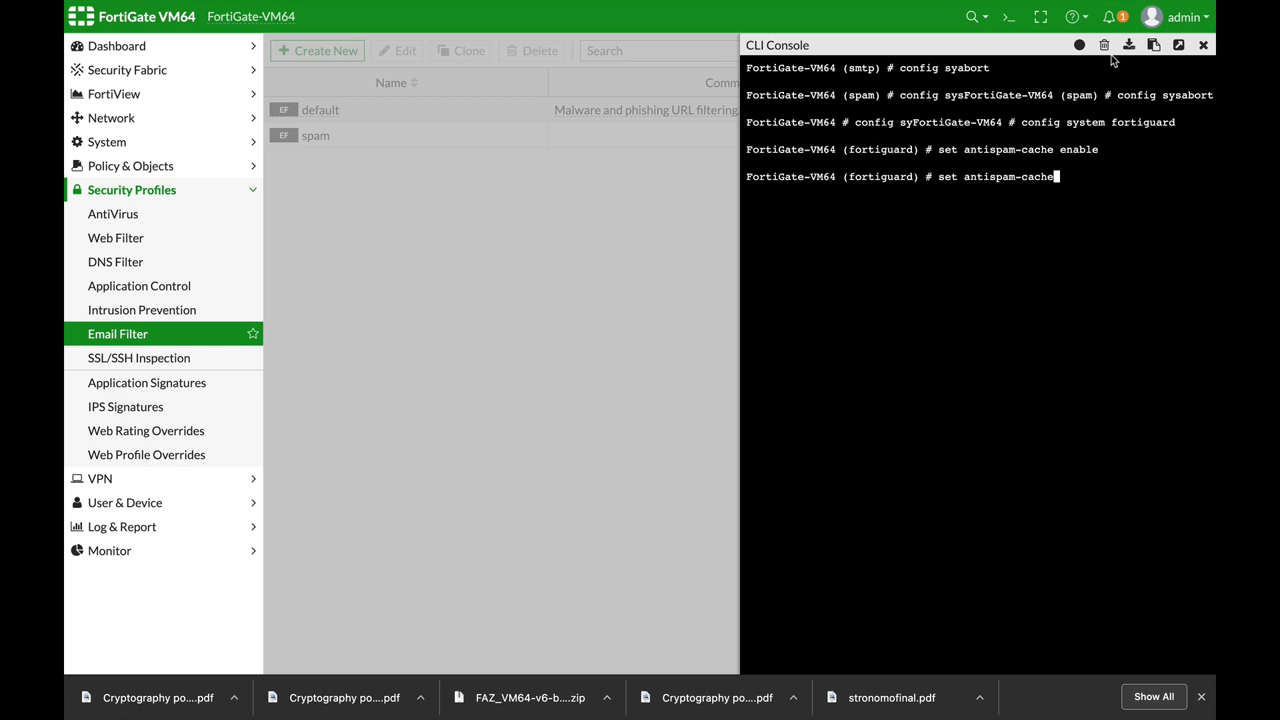 FortiGate VM64 FortiGate-VM64 1 admin
Dashboard
Security Fabric
FortiView
Network
System
Policy & Objects
Security Profiles
AntiVirus
Web Filter
DNS Filter
Application Control
Intrusion Prevention
Email Filter
SSL/SSH Inspection
Application Signatures
IPS Signatures
Web Rating Overrides
Web Profile Overrides
VPN
User & Device
Log & Report
Monitor
+ Create New Edit Clone Delete Search
Name Comm
EF default Malware and phishing URL filtering.
EF spam
CLI Console
FortiGate-VM64 (smtp) # config syabort
FortiGate-VM64 (spam) # config sysFortiGate-VM64 (spam) # config sysabort
FortiGate-VM64 # config syFortiGate-VM64 # config system fortiguard
FortiGate-VM64 (fortiguard) # set antispam-cache enable
FortiGate-VM64 (fortiguard) # set antispam-cache
Cryptography po....pdf
Cryptography po....pdf
FAZ_VM64-v6-b....zip
Cryptography po....pdf
stronomofinal.pdf
Show All